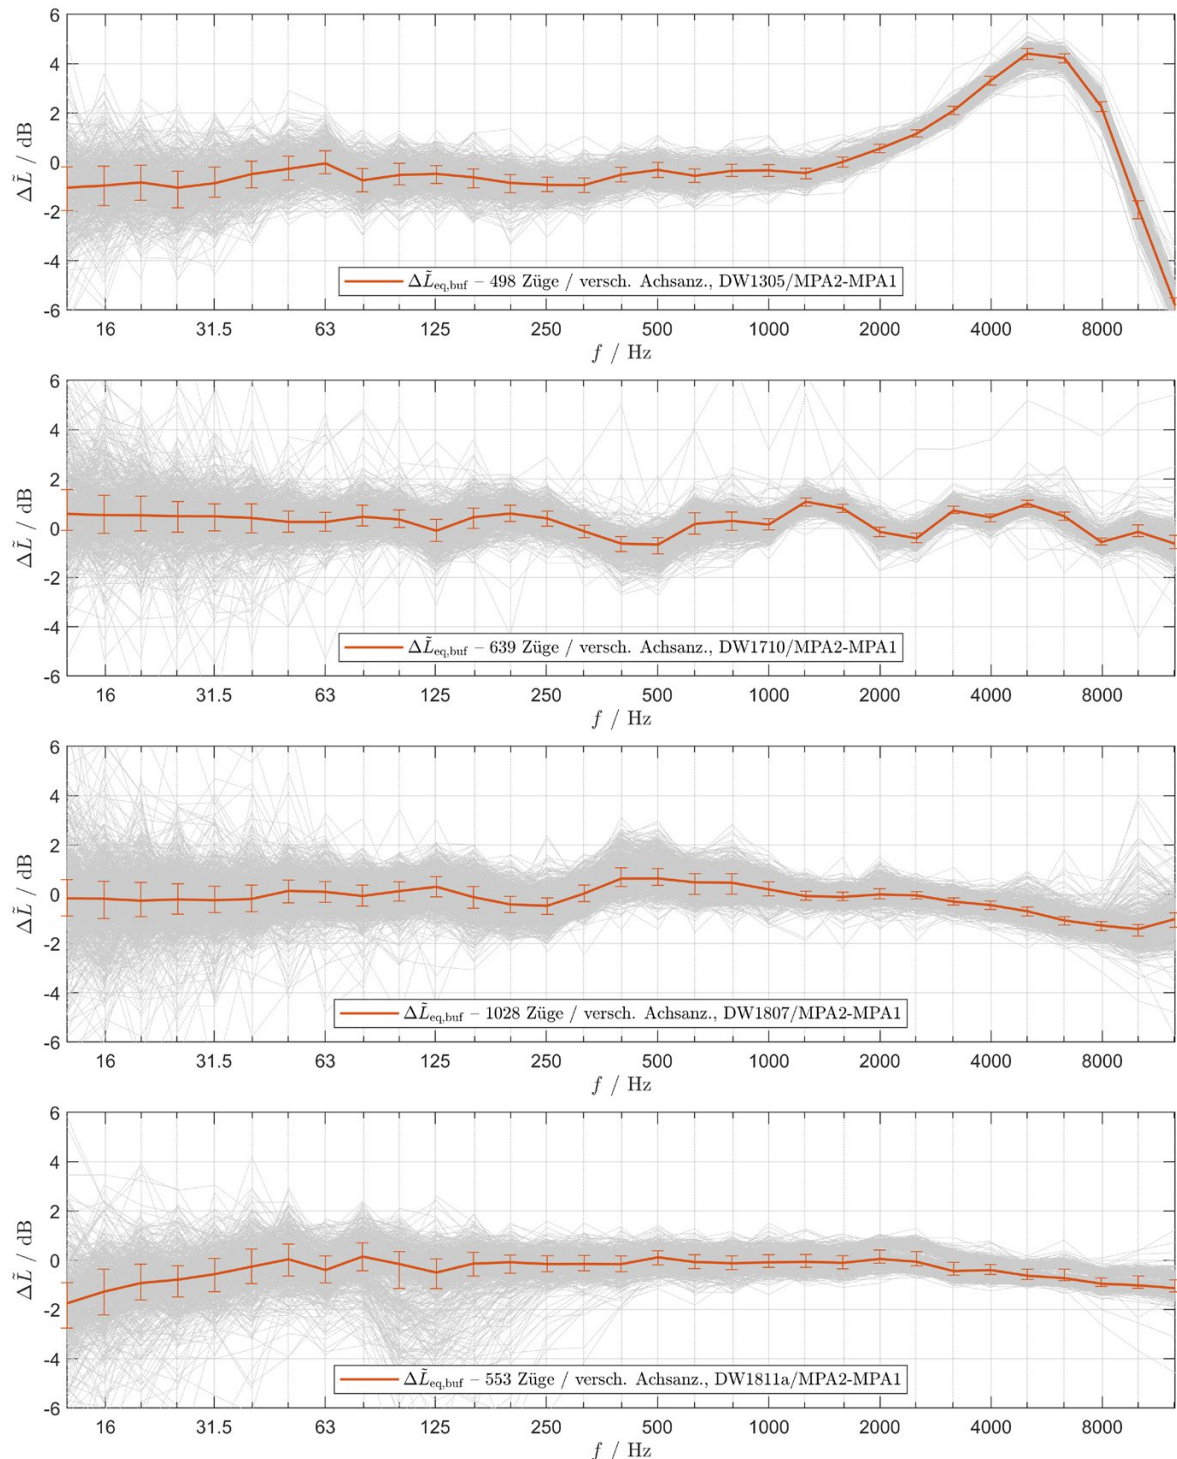 6
4
2
0
-2
-4
-6
ΔL̃ / dB
ΔL̃eq,buf – 498 Züge / versch. Achsanz., DW1305/MPA2-MPA1
16 31.5 63 125 250 500 1000 2000 4000 8000
f / Hz
6
4
2
0
-2
-4
-6
ΔL̃ / dB
ΔL̃eq,buf – 639 Züge / versch. Achsanz., DW1710/MPA2-MPA1
16 31.5 63 125 250 500 1000 2000 4000 8000
f / Hz
6
4
2
0
-2
-4
-6
ΔL̃ / dB
ΔL̃eq,buf – 1028 Züge / versch. Achsanz., DW1807/MPA2-MPA1
16 31.5 63 125 250 500 1000 2000 4000 8000
f / Hz
6
4
2
0
-2
-4
-6
ΔL̃ / dB
ΔL̃eq,buf – 553 Züge / versch. Achsanz., DW1811a/MPA2-MPA1
16 31.5 63 125 250 500 1000 2000 4000 8000
f / Hz